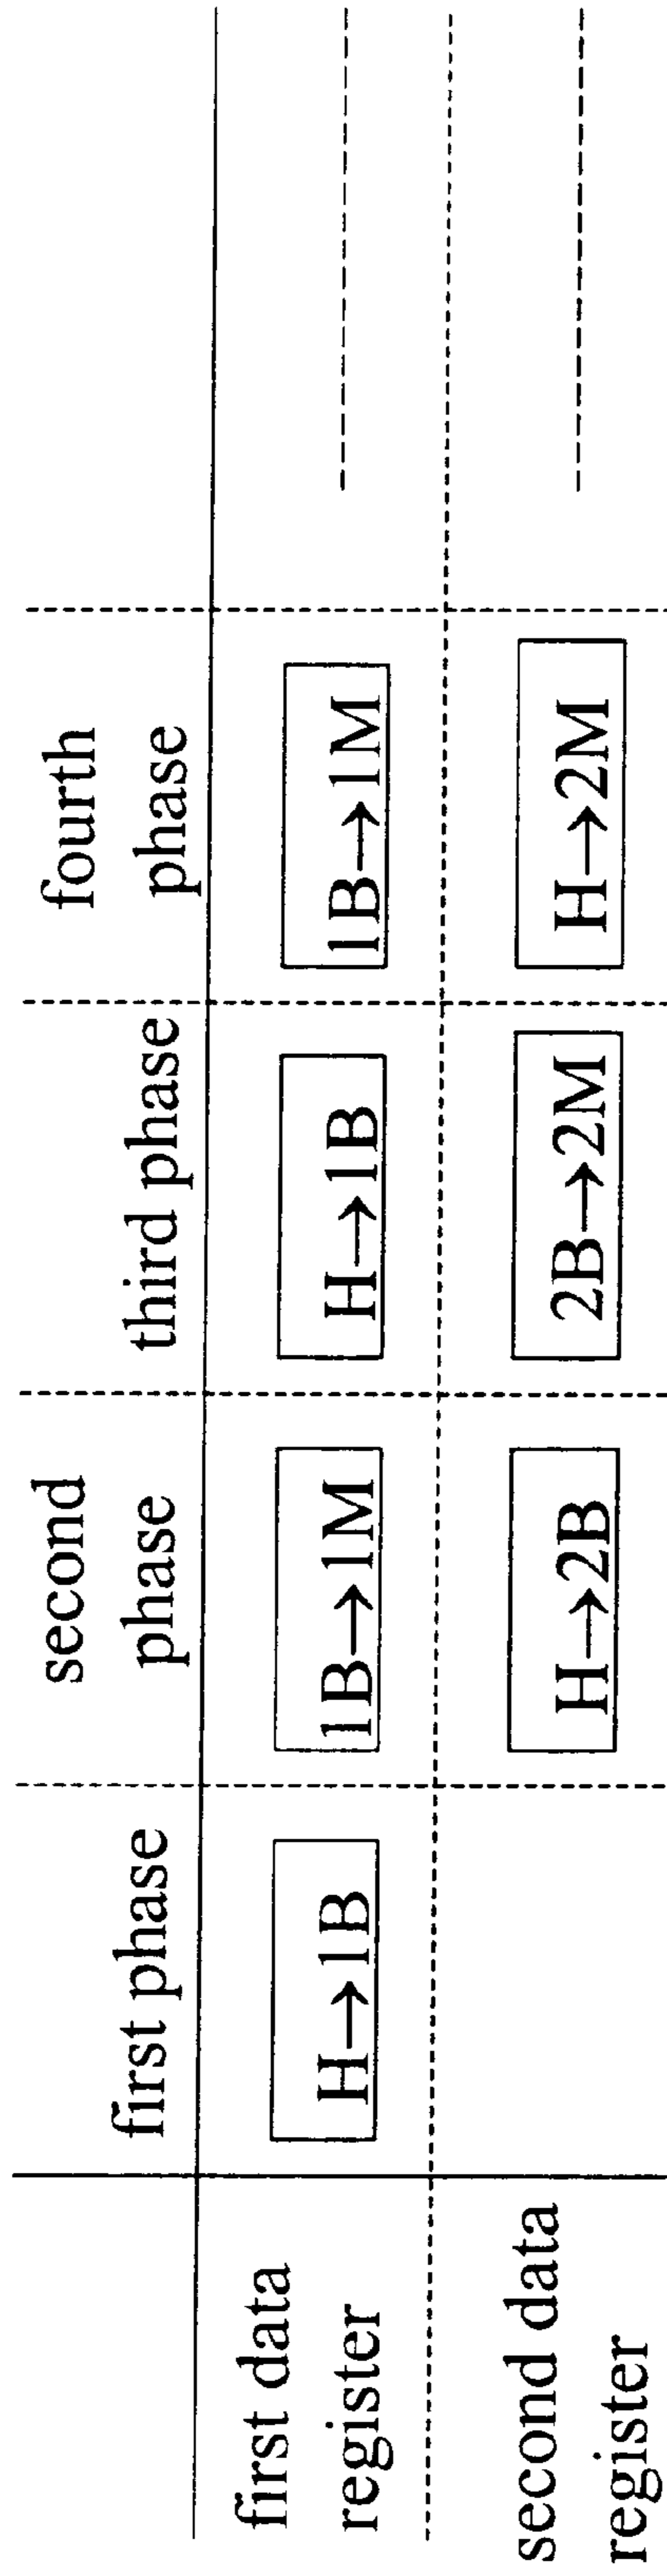 first phase
second
phase
third phase
fourth
phase
first data
register
H→1B
1B→1M
H→1B
1B→1M
second data
register
H→2B
2B→2M
H→2M